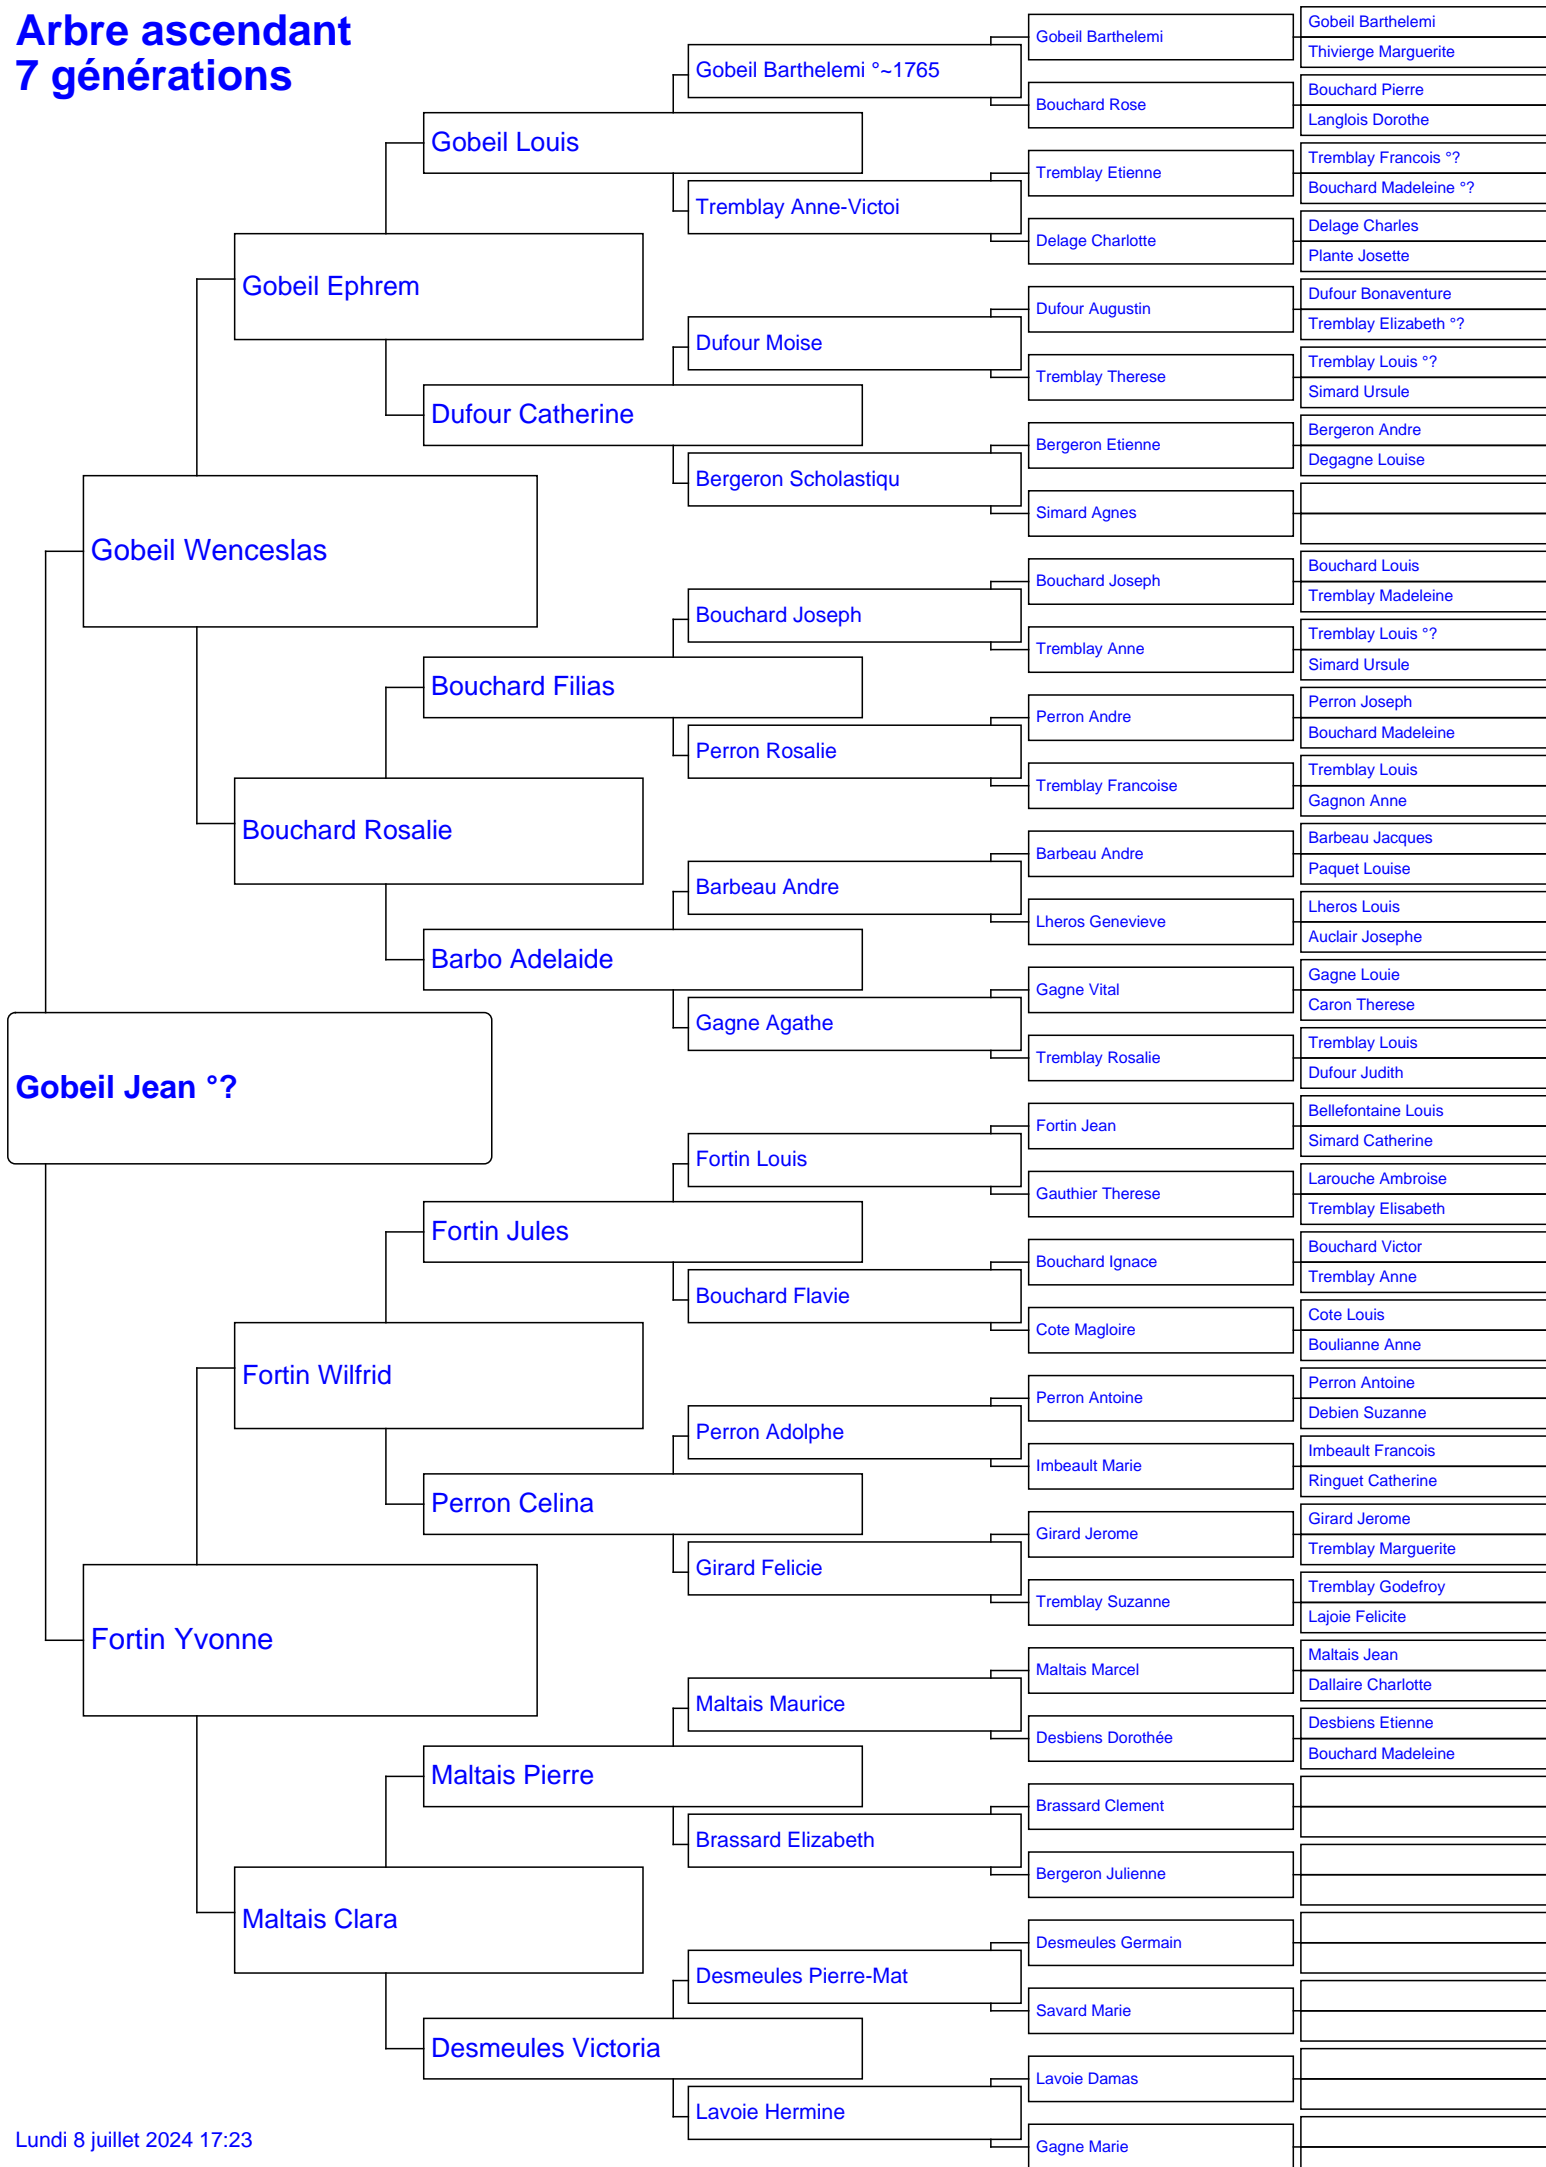 Arbre ascendant
7 générations
Gobeil Jean °?
Gobeil Wenceslas
Fortin Yvonne
Gobeil Ephrem
Bouchard Rosalie
Fortin Wilfrid
Maltais Clara
Gobeil Louis
Dufour Catherine
Bouchard Filias
Barbo Adelaide
Fortin Jules
Perron Celina
Maltais Pierre
Desmeules Victoria
Gobeil Barthelemi °~1765
Tremblay Anne-Victoi
Dufour Moise
Bergeron Scholastiqu
Bouchard Joseph
Perron Rosalie
Barbeau Andre
Gagne Agathe
Fortin Louis
Bouchard Flavie
Perron Adolphe
Girard Felicie
Maltais Maurice
Brassard Elizabeth
Desmeules Pierre-Mat
Lavoie Hermine
Gobeil Barthelemi
Bouchard Rose
Tremblay Etienne
Delage Charlotte
Dufour Augustin
Tremblay Therese
Bergeron Etienne
Simard Agnes
Bouchard Joseph
Tremblay Anne
Perron Andre
Tremblay Francoise
Barbeau Andre
Lheros Genevieve
Gagne Vital
Tremblay Rosalie
Fortin Jean
Gauthier Therese
Bouchard Ignace
Cote Magloire
Perron Antoine
Imbeault Marie
Girard Jerome
Tremblay Suzanne
Maltais Marcel
Desbiens Dorothée
Brassard Clement
Bergeron Julienne
Desmeules Germain
Savard Marie
Lavoie Damas
Gagne Marie
Gobeil Barthelemi
Thivierge Marguerite
Bouchard Pierre
Langlois Dorothe
Tremblay Francois °?
Bouchard Madeleine °?
Delage Charles
Plante Josette
Dufour Bonaventure
Tremblay Elizabeth °?
Tremblay Louis °?
Simard Ursule
Bergeron Andre
Degagne Louise
Bouchard Louis
Tremblay Madeleine
Tremblay Louis °?
Simard Ursule
Perron Joseph
Bouchard Madeleine
Tremblay Louis
Gagnon Anne
Barbeau Jacques
Paquet Louise
Lheros Louis
Auclair Josephe
Gagne Louie
Caron Therese
Tremblay Louis
Dufour Judith
Bellefontaine Louis
Simard Catherine
Larouche Ambroise
Tremblay Elisabeth
Bouchard Victor
Tremblay Anne
Cote Louis
Boulianne Anne
Perron Antoine
Debien Suzanne
Imbeault Francois
Ringuet Catherine
Girard Jerome
Tremblay Marguerite
Tremblay Godefroy
Lajoie Felicite
Maltais Jean
Dallaire Charlotte
Desbiens Etienne
Bouchard Madeleine
Lundi 8 juillet 2024 17:23